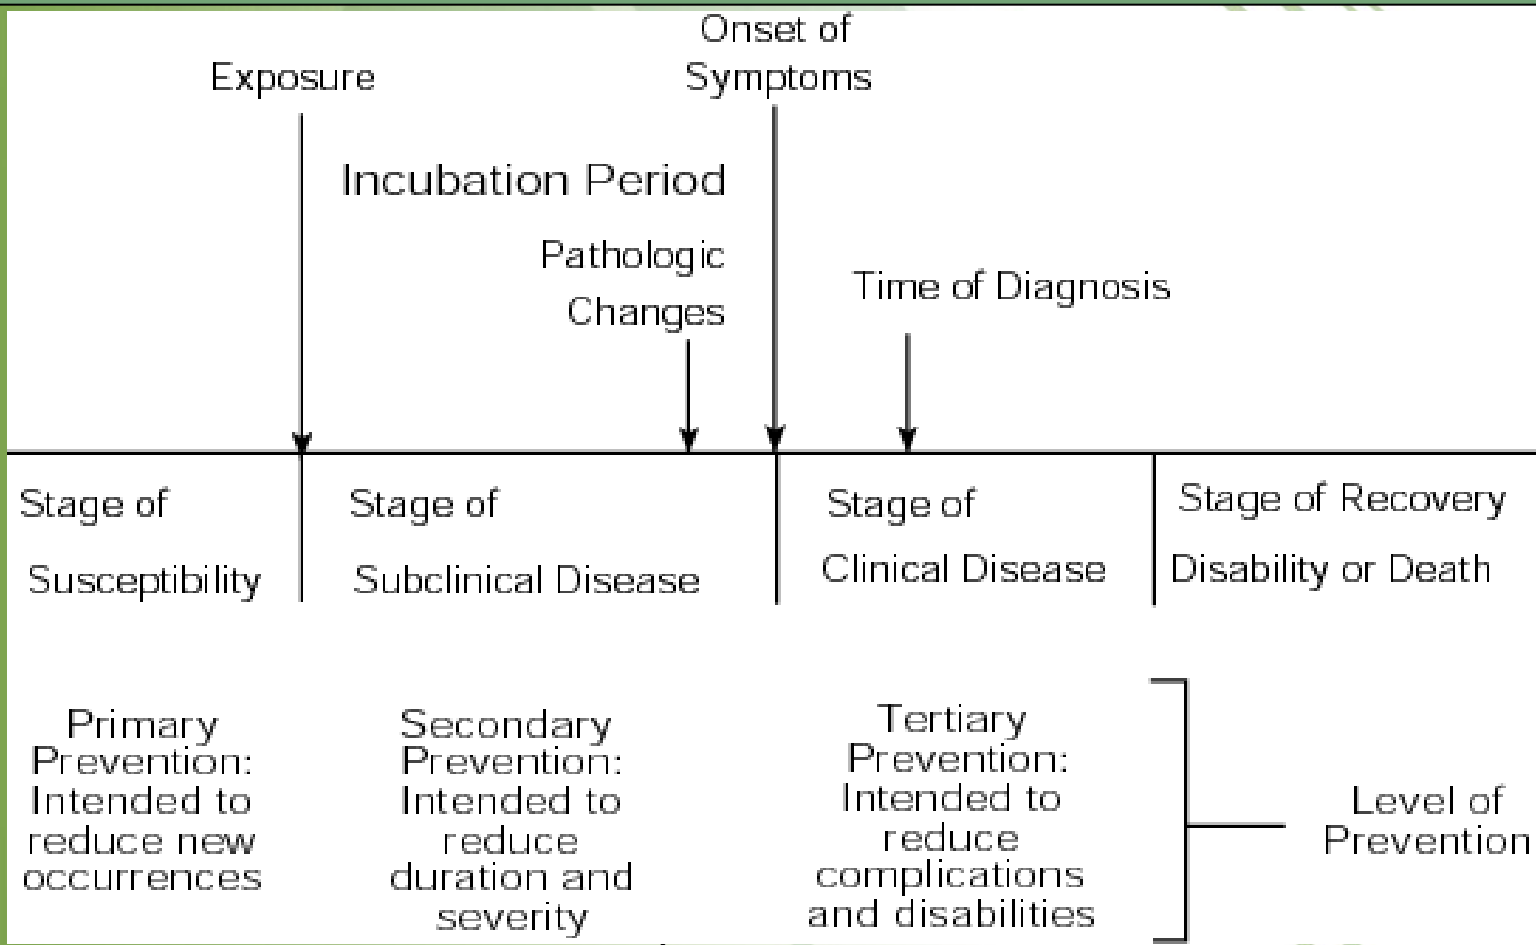 Onset of
Symptoms
Exposure
Incubation Period
Pathologic
Changes
Time of Diagnosis
Stage of
Susceptibility
Stage of
Subclinical Disease
Stage of
Clinical Disease
Stage of Recovery
Disability or Death
Primary
Prevention:
Intended to
reduce new
occurrences
Secondary
Prevention:
Intended to
reduce
duration and
severity
Tertiary
Prevention:
Intended to
reduce
complications
and disabilities
Level of
Prevention